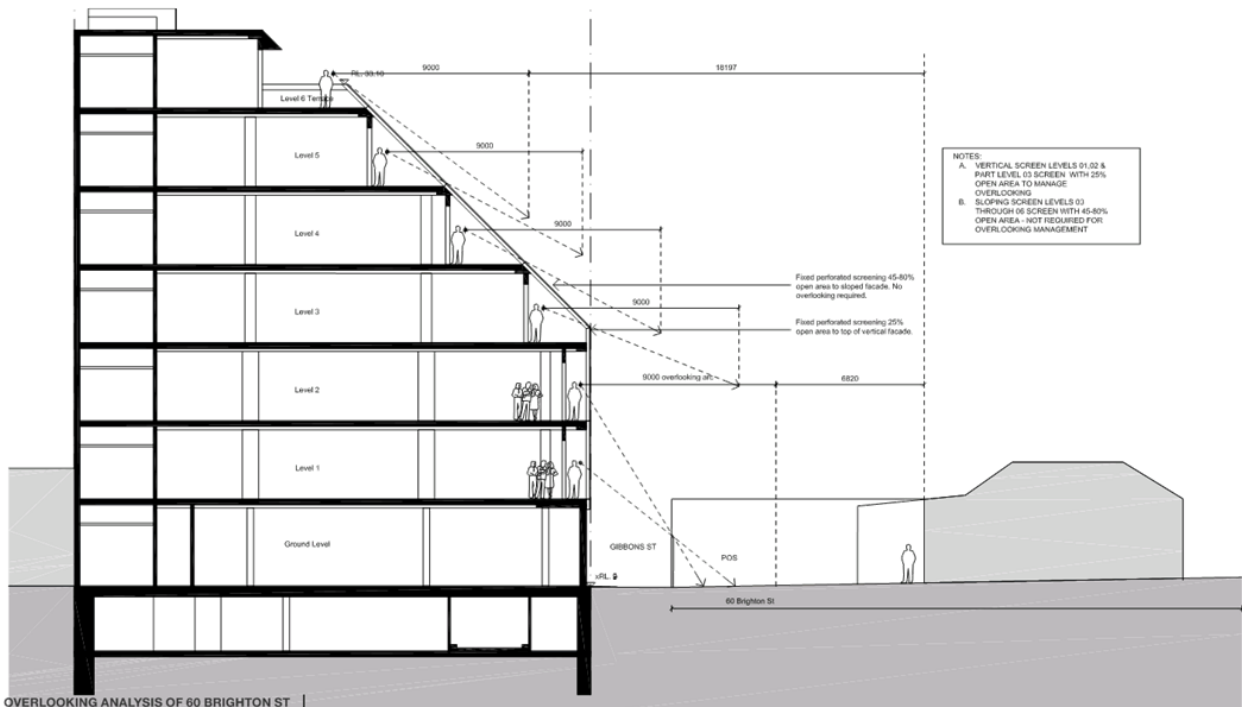 9000
18197
RL. 33.10
Level 6 Terrace
9000
Level 5
NOTES:
A. VERTICAL SCREEN LEVELS 01,02 &
PART LEVEL 03 SCREEN WITH 25%
OPEN AREA TO MANAGE
OVERLOOKING
B. SLOPING SCREEN LEVELS 03
THROUGH 06 SCREEN WITH 45-80%
OPEN AREA - NOT REQUIRED FOR
OVERLOOKING MANAGEMENT
9000
Level 4
Fixed perforated screening 45-80%
open area to sloped facade. No
overlooking required.
9000
Level 3
Fixed perforated screening 25%
open area to top of vertical facade.
9000 overlooking arc
6820
Level 2
Level 1
Ground Level
GIBBONS ST
POS
60 Brighton St
OVERLOOKING ANALYSIS OF 60 BRIGHTON ST